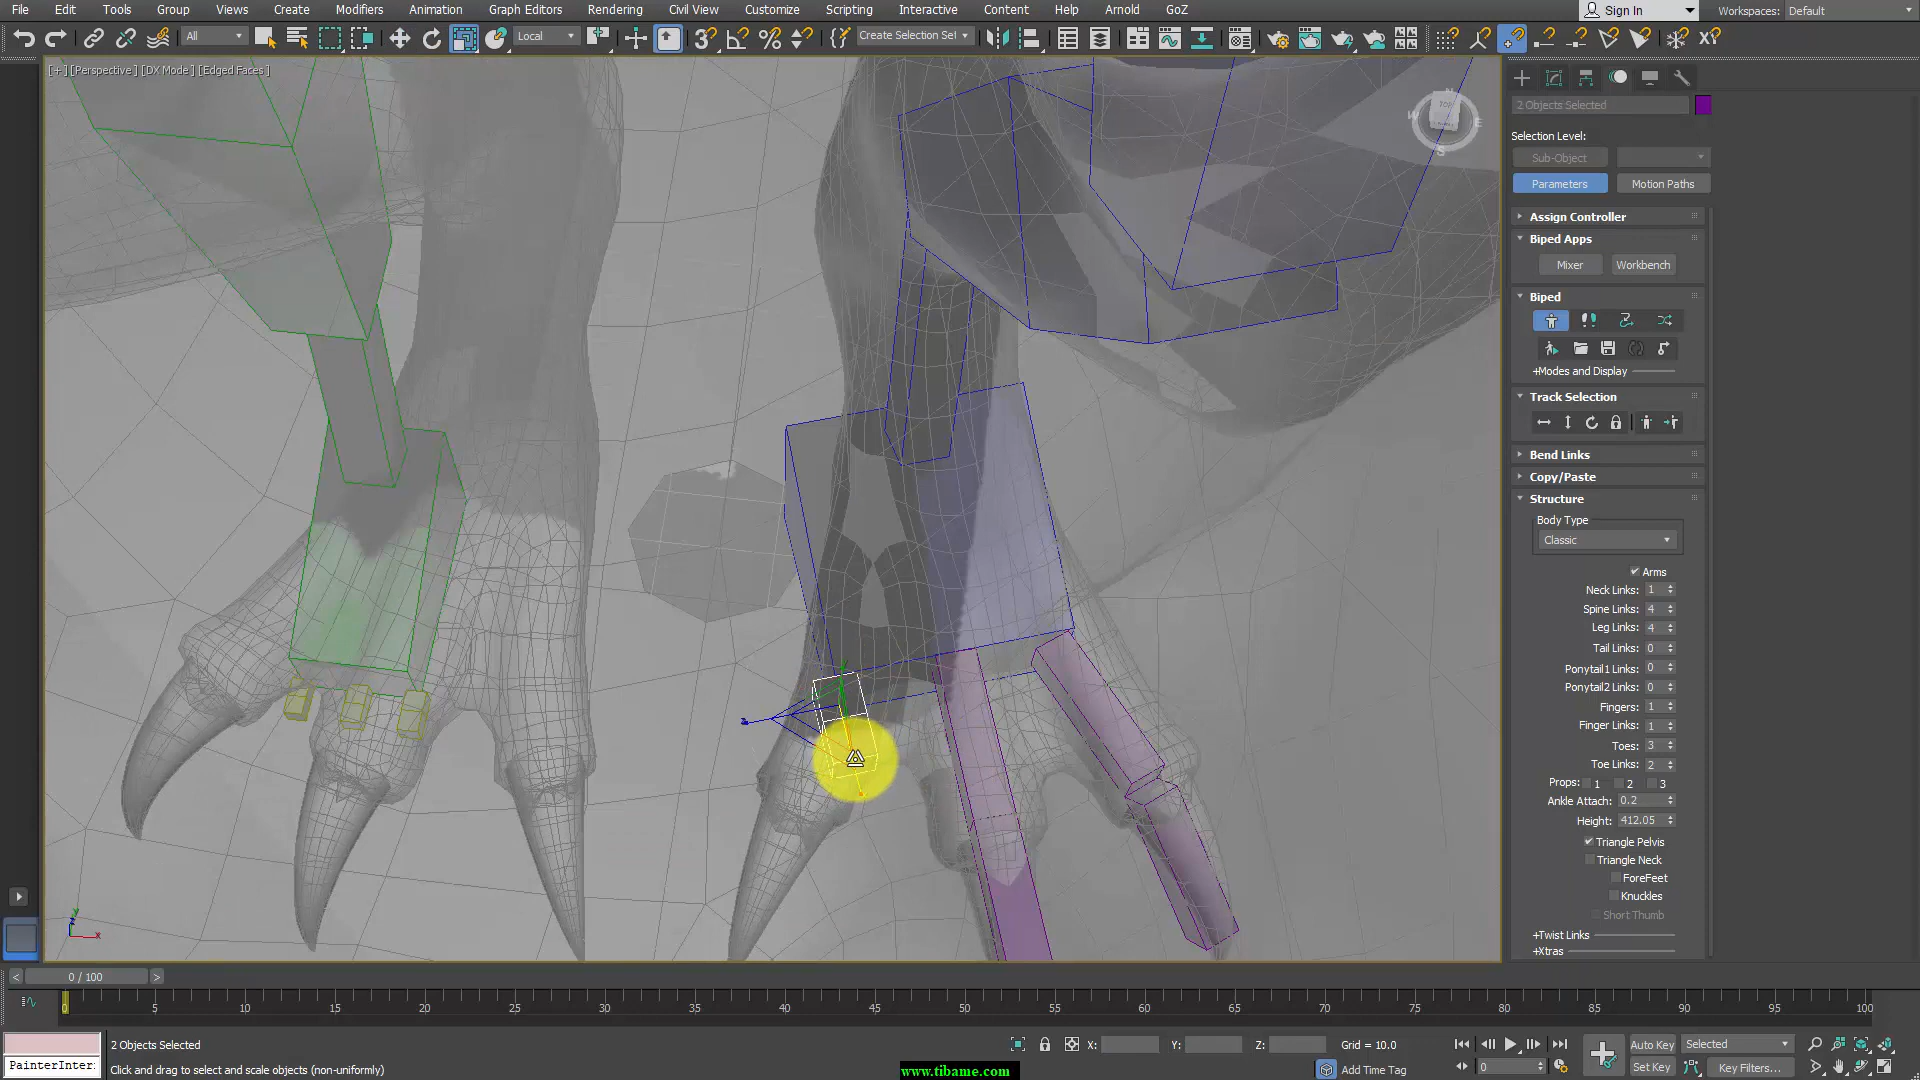 File Edit Tools Group Views Create Modifiers Animation Graph Editors Rendering Civil View Customize Scripting Interactive Content Help Arnold GoZ Sign In Workspaces: Default
All Local Create Selection Set
[+] [Perspective] [DX Mode] [Edged Faces]
2 Objects Selected
Selection Level:
Sub-Object
Parameters Motion Paths
Assign Controller
Biped Apps
Mixer Workbench
Biped
+Modes and Display
Track Selection
Bend Links
Copy/Paste
Structure
Body Type
Classic
Arms
Neck Links: 1
Spine Links: 4
Leg Links: 4
Tail Links: 0
Ponytail1 Links: 0
Ponytail2 Links: 0
Fingers: 1
Finger Links: 1
Toes: 3
Toe Links: 2
Props: 1 2 3
Ankle Attach: 0.2
Height: 412.05
Triangle Pelvis
Triangle Neck
ForeFeet
Knuckles
Short Thumb
+Twist Links
+Xtras
< 0 / 100 >
0 5 10 15 20 25 30 35 40 45 50 55 60 65 70 75 80 85 90 95 100
2 Objects Selected X: Y: Z: Grid = 10.0 Auto Key Selected
PainterInter: Click and drag to select and scale objects (non-uniformly) www.tibame.com Add Time Tag 0 Set Key Key Filters...